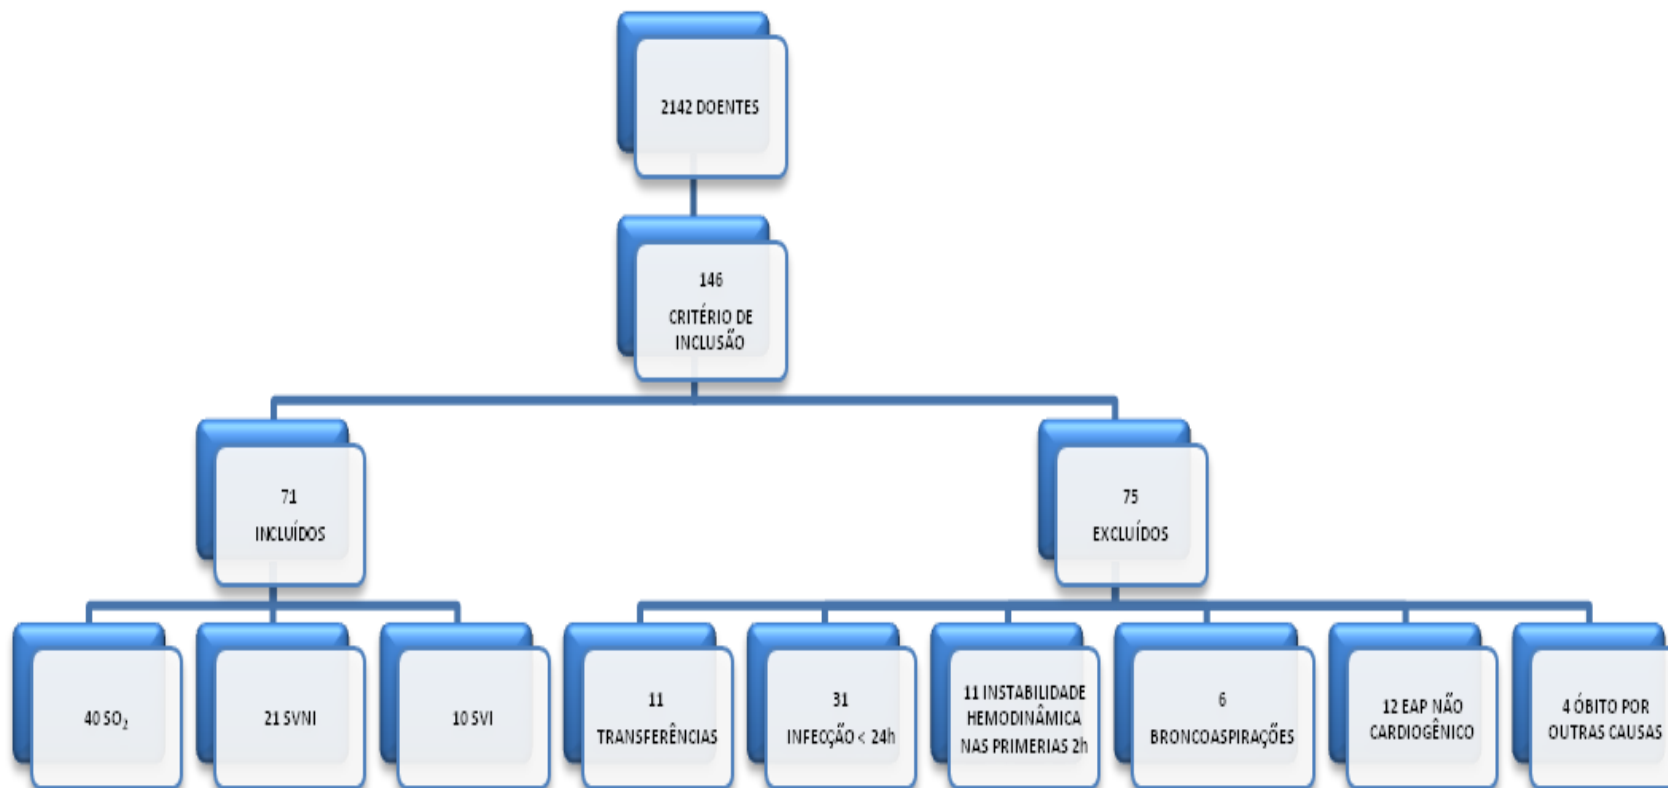 2142 DOENTES
146
CRITÉRIO DE
INCLUSÃO
71
INCLUÍDOS
75
EXCLUÍDOS
40 SO₂
21 SVNI
10 SVI
11
TRANSFERÊNCIAS
31
INFECÇÃO < 24h
11 INSTABILIDADE
HEMODINÂMICA
NAS PRIMERIAS 2h
6
BRONCOASPIRAÇÕES
12 EAP NÃO
CARDIOGÊNICO
4 ÓBITO POR
OUTRAS CAUSAS